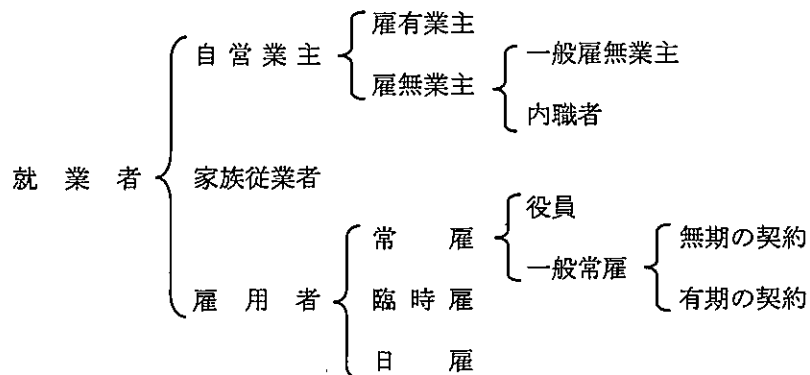 自営業主
雇有業主
雇無業主
一般雇無業主
内職者
就業者
家族従業者
雇用者
常雇
役員
一般常雇
無期の契約
有期の契約
臨時雇
日雇